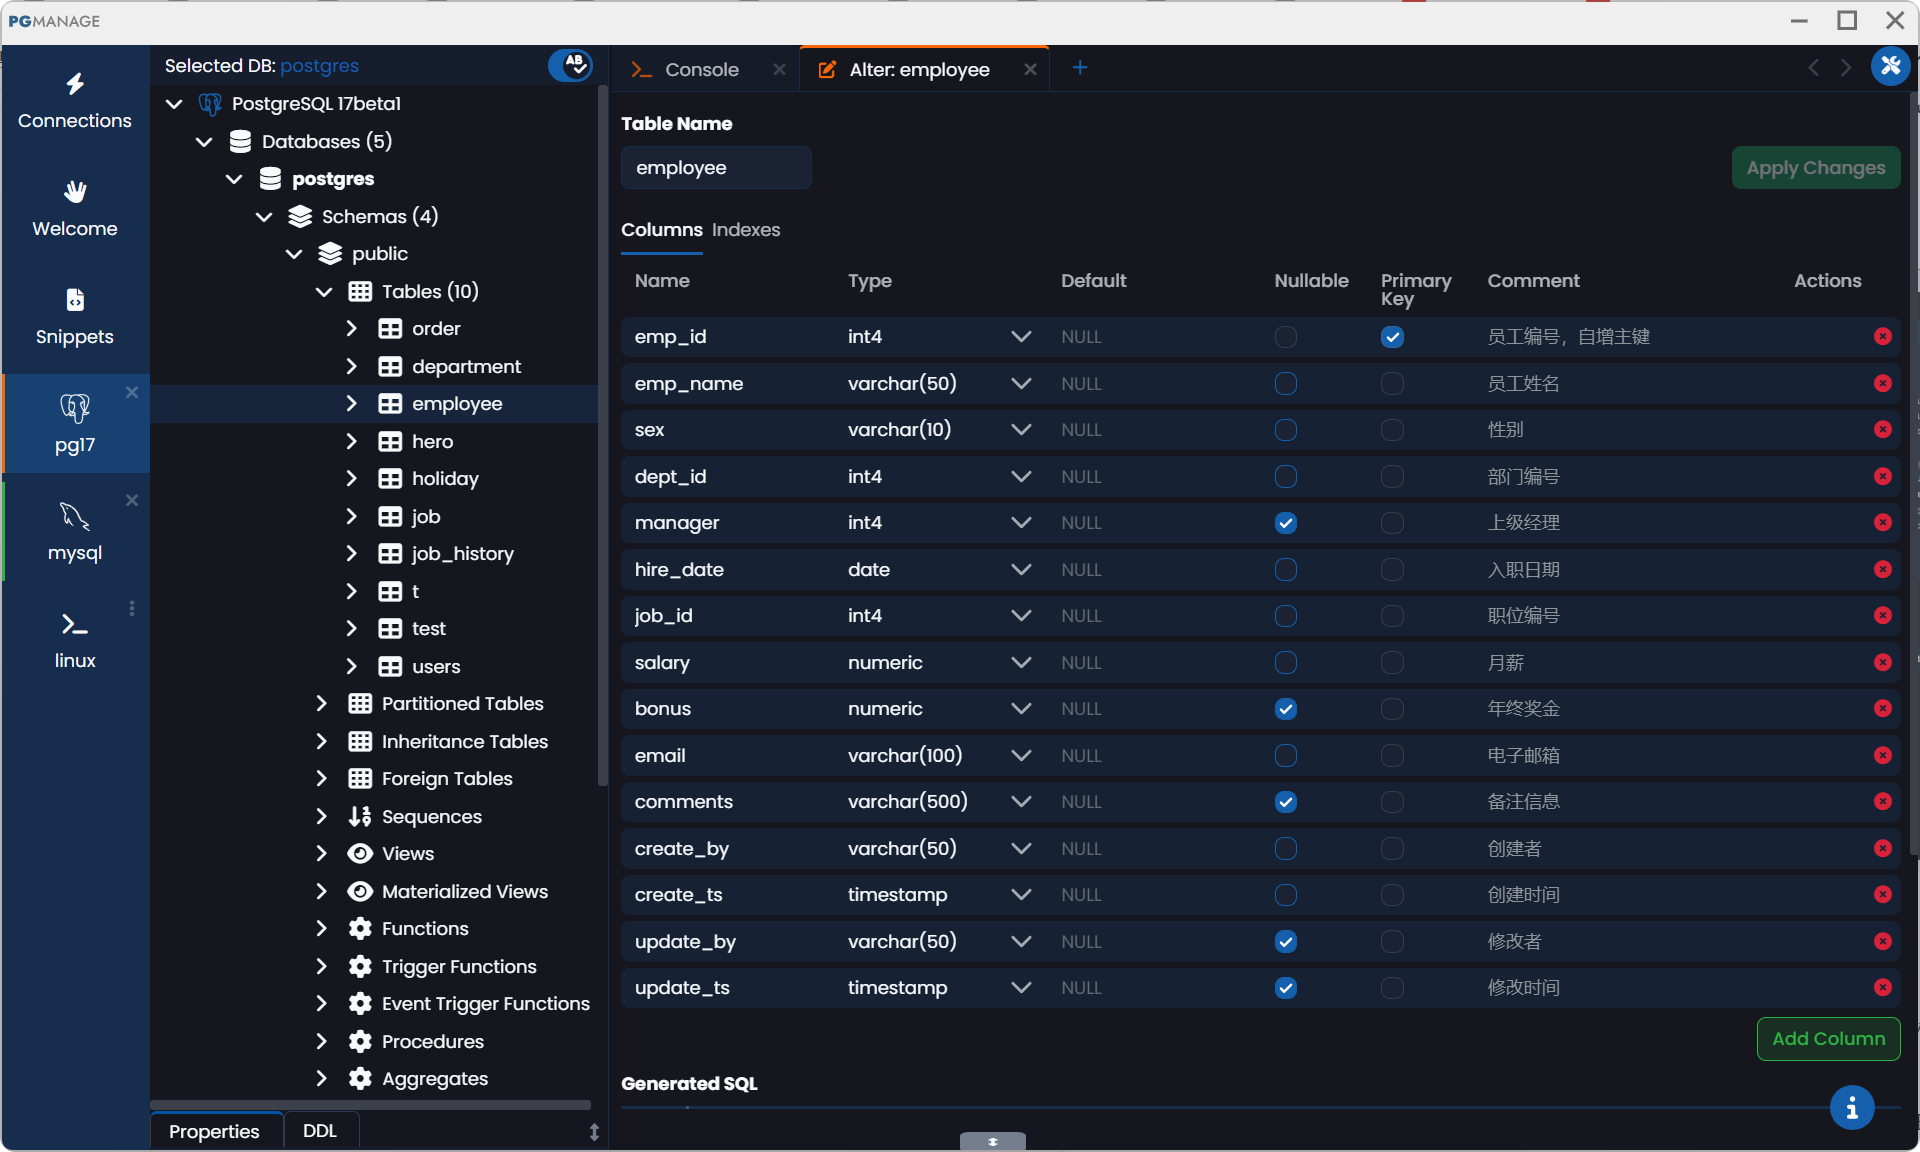 PGMANAGE
Connections
Welcome
Snippets
pg17
mysql
linux
Selected DB: postgres
AB
PostgreSQL 17beta1
Databases (5)
postgres
Schemas (4)
public
Tables (10)
order
department
employee
hero
holiday
job
job_history
t
test
users
Partitioned Tables
Inheritance Tables
Foreign Tables
Sequences
Views
Materialized Views
Functions
Trigger Functions
Event Trigger Functions
Procedures
Aggregates
Properties DDL
Console Alter: employee
Table Name
employee
Apply Changes
Columns Indexes
Name Type Default Nullable Primary Key Comment Actions
emp_id int4 NULL 员工编号，自增主键
emp_name varchar(50) NULL 员工姓名
sex varchar(10) NULL 性别
dept_id int4 NULL 部门编号
manager int4 NULL 上级经理
hire_date date NULL 入职日期
job_id int4 NULL 职位编号
salary numeric NULL 月薪
bonus numeric NULL 年终奖金
email varchar(100) NULL 电子邮箱
comments varchar(500) NULL 备注信息
create_by varchar(50) NULL 创建者
create_ts timestamp NULL 创建时间
update_by varchar(50) NULL 修改者
update_ts timestamp NULL 修改时间
Add Column
Generated SQL